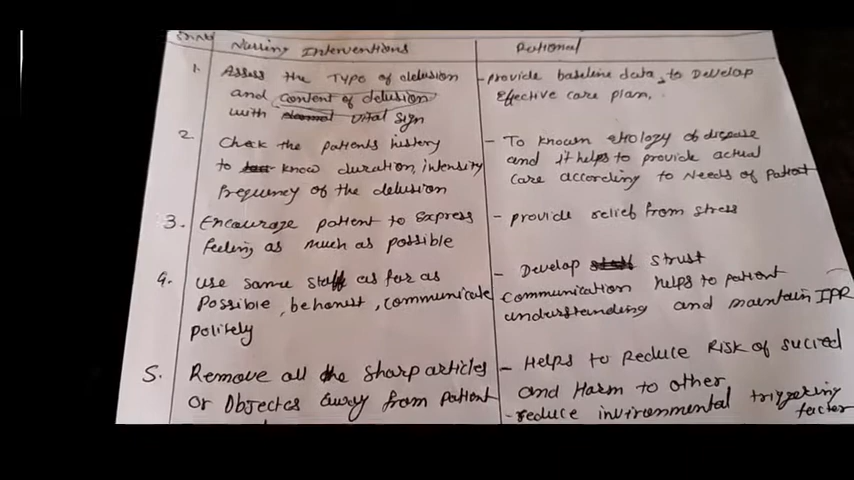 Nursing Interventions
Rational
1. Assess the Type of delusion
and content of delusion
with vital sign
- provide baseline data, to Develop
effective care plan.
2. Check the patients history
to know duration, intensity
frequency of the delusion
- To known etiology of disease
and it helps to provide actual
care according to Needs of Patient
3. Encourage patient to Express
feeling as much as possible
- provide relief from stress
4. use same staff as far as
possible, be honest, communicate
politely
- Develop strust
communication helps to patient
understanding and maintain IPR
5. Remove all the sharp articles
or Objectes away from patient
- Helps to Reduce Risk of sucied
and Harm to other
- reduce invironmental triggering
factor